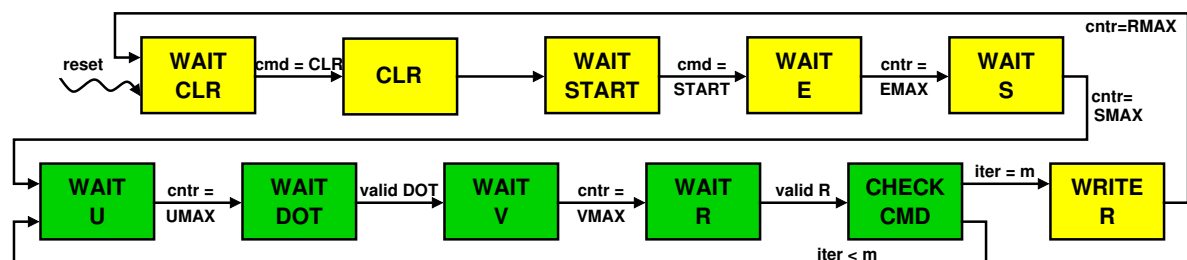 cntr=RMAX
reset
WAIT
CLR
cmd = CLR
CLR
WAIT
START
cmd =
START
WAIT
E
cntr =
EMAX
WAIT
S
cntr=
SMAX
WAIT
U
cntr =
UMAX
WAIT
DOT
valid DOT
WAIT
V
cntr =
VMAX
WAIT
R
valid R
CHECK
CMD
iter = m
WRITE
R
iter < m